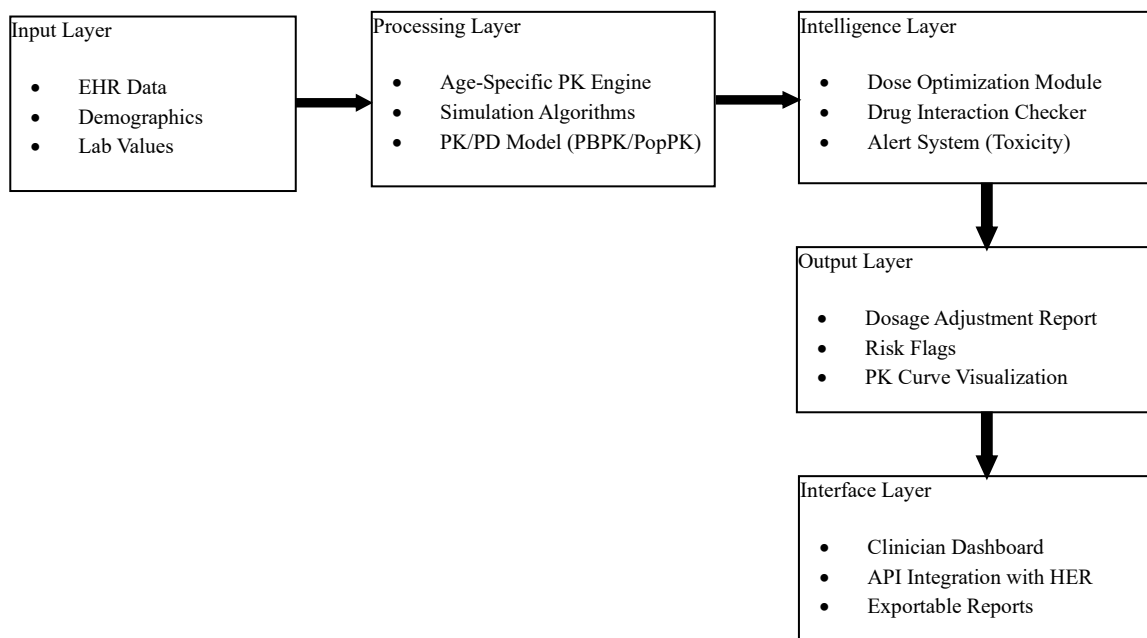 Input Layer
• EHR Data
• Demographics
• Lab Values
Processing Layer
• Age-Specific PK Engine
• Simulation Algorithms
• PK/PD Model (PBPK/PopPK)
Intelligence Layer
• Dose Optimization Module
• Drug Interaction Checker
• Alert System (Toxicity)
Output Layer
• Dosage Adjustment Report
• Risk Flags
• PK Curve Visualization
Interface Layer
• Clinician Dashboard
• API Integration with HER
• Exportable Reports